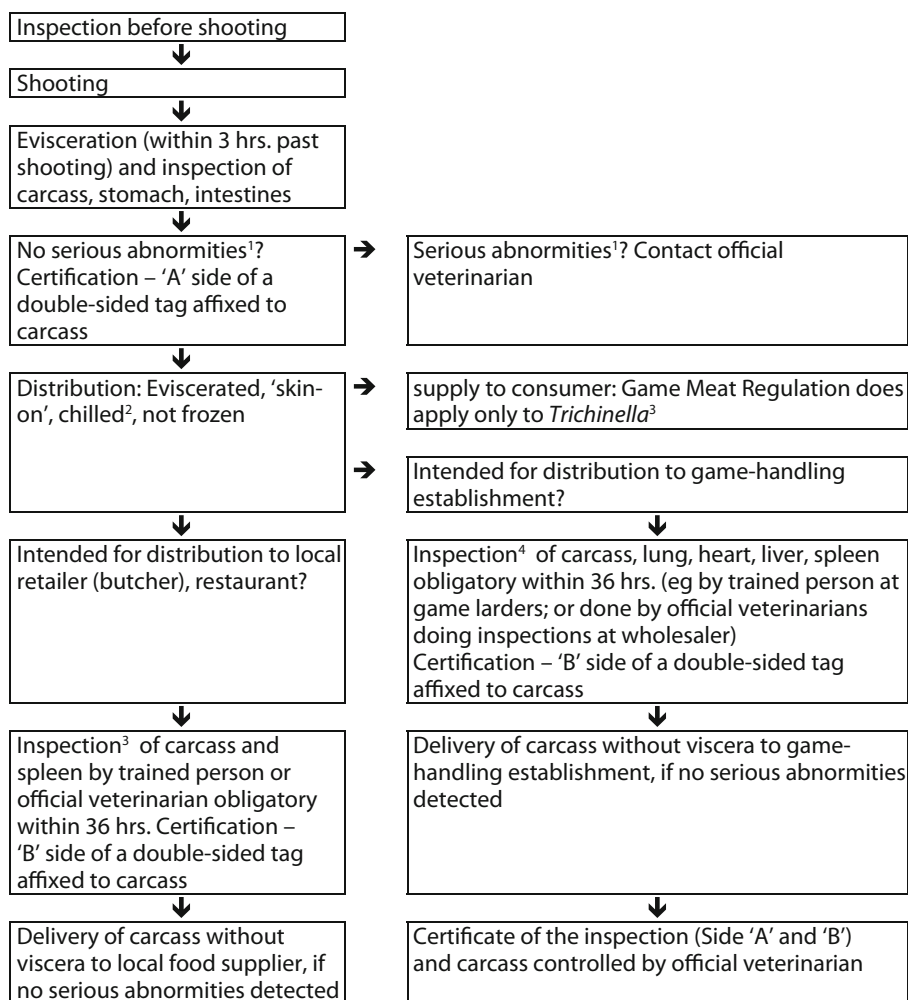 Inspection before shooting
Shooting
Evisceration (within 3 hrs. past
shooting) and inspection of
carcass, stomach, intestines
No serious abnormities¹?
Certification – 'A' side of a
double-sided tag affixed to
carcass
Serious abnormities¹? Contact official
veterinarian
Distribution: Eviscerated, 'skin-
on', chilled², not frozen
supply to consumer: Game Meat Regulation does
apply only to Trichinella³
Intended for distribution to game-handling
establishment?
Intended for distribution to local
retailer (butcher), restaurant?
Inspection⁴ of carcass, lung, heart, liver, spleen
obligatory within 36 hrs. (eg by trained person at
game larders; or done by official veterinarians
doing inspections at wholesaler)
Certification – 'B' side of a double-sided tag
affixed to carcass
Inspection³ of carcass and
spleen by trained person or
official veterinarian obligatory
within 36 hrs. Certification –
'B' side of a double-sided tag
affixed to carcass
Delivery of carcass without viscera to game-
handling establishment, if no serious abnormities
detected
Delivery of carcass without
viscera to local food supplier, if
no serious abnormities detected
Certificate of the inspection (Side 'A' and 'B')
and carcass controlled by official veterinarian